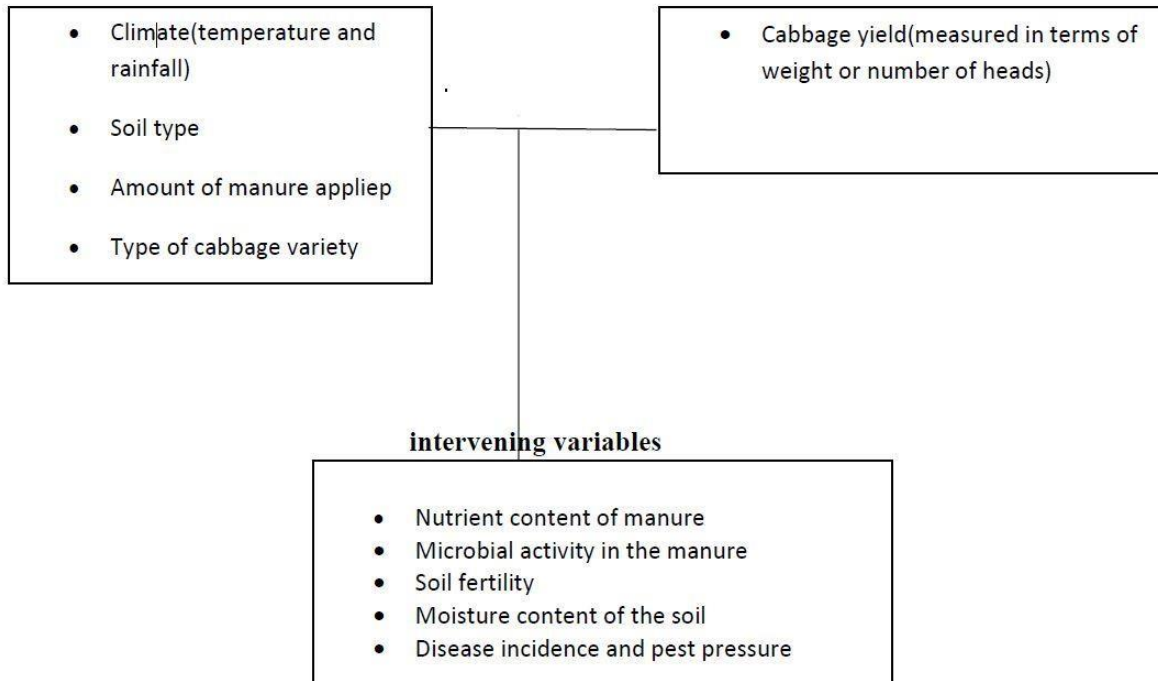 • Climate(temperature and
rainfall)
• Soil type
• Amount of manure appliep
• Type of cabbage variety
• Cabbage yield(measured in terms of
weight or number of heads)
intervening variables
• Nutrient content of manure
• Microbial activity in the manure
• Soil fertility
• Moisture content of the soil
• Disease incidence and pest pressure